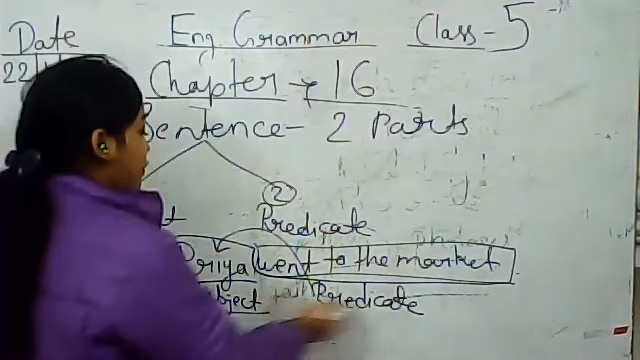 Date Eng. Grammar Class - 5
22
Chapter - 16
Sentence - 2 Parts
2
Predicate
Priya went to the market
Predicate